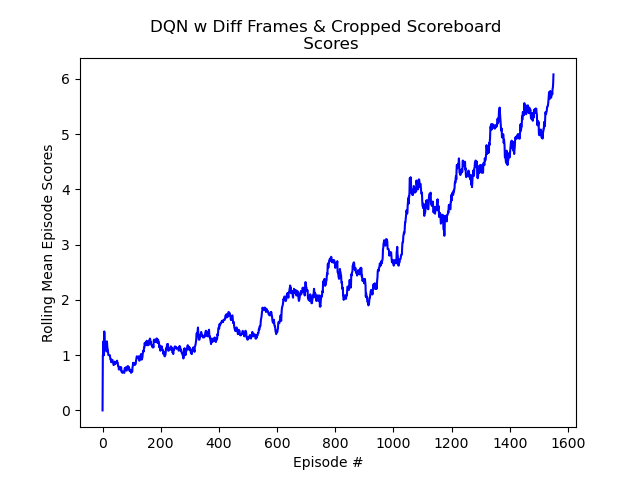 DQN w Diff Frames & Cropped Scoreboard
Scores
Rolling Mean Episode Scores
6
5
4
3
2
1
0
0 200 400 600 800 1000 1200 1400 1600
Episode #